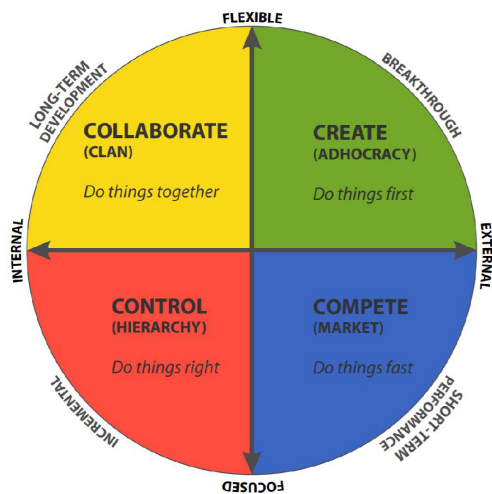 FLEXIBLE
LONG-TERM
DEVELOPMENT
BREAKTHROUGH
COLLABORATE
(CLAN)
Do things together
CREATE
(ADHOCRACY)
Do things first
INTERNAL
EXTERNAL
CONTROL
(HIERARCHY)
Do things right
COMPETE
(MARKET)
Do things fast
INCREMENTAL
SHORT-TERM
PERFORMANCE
FOCUSED